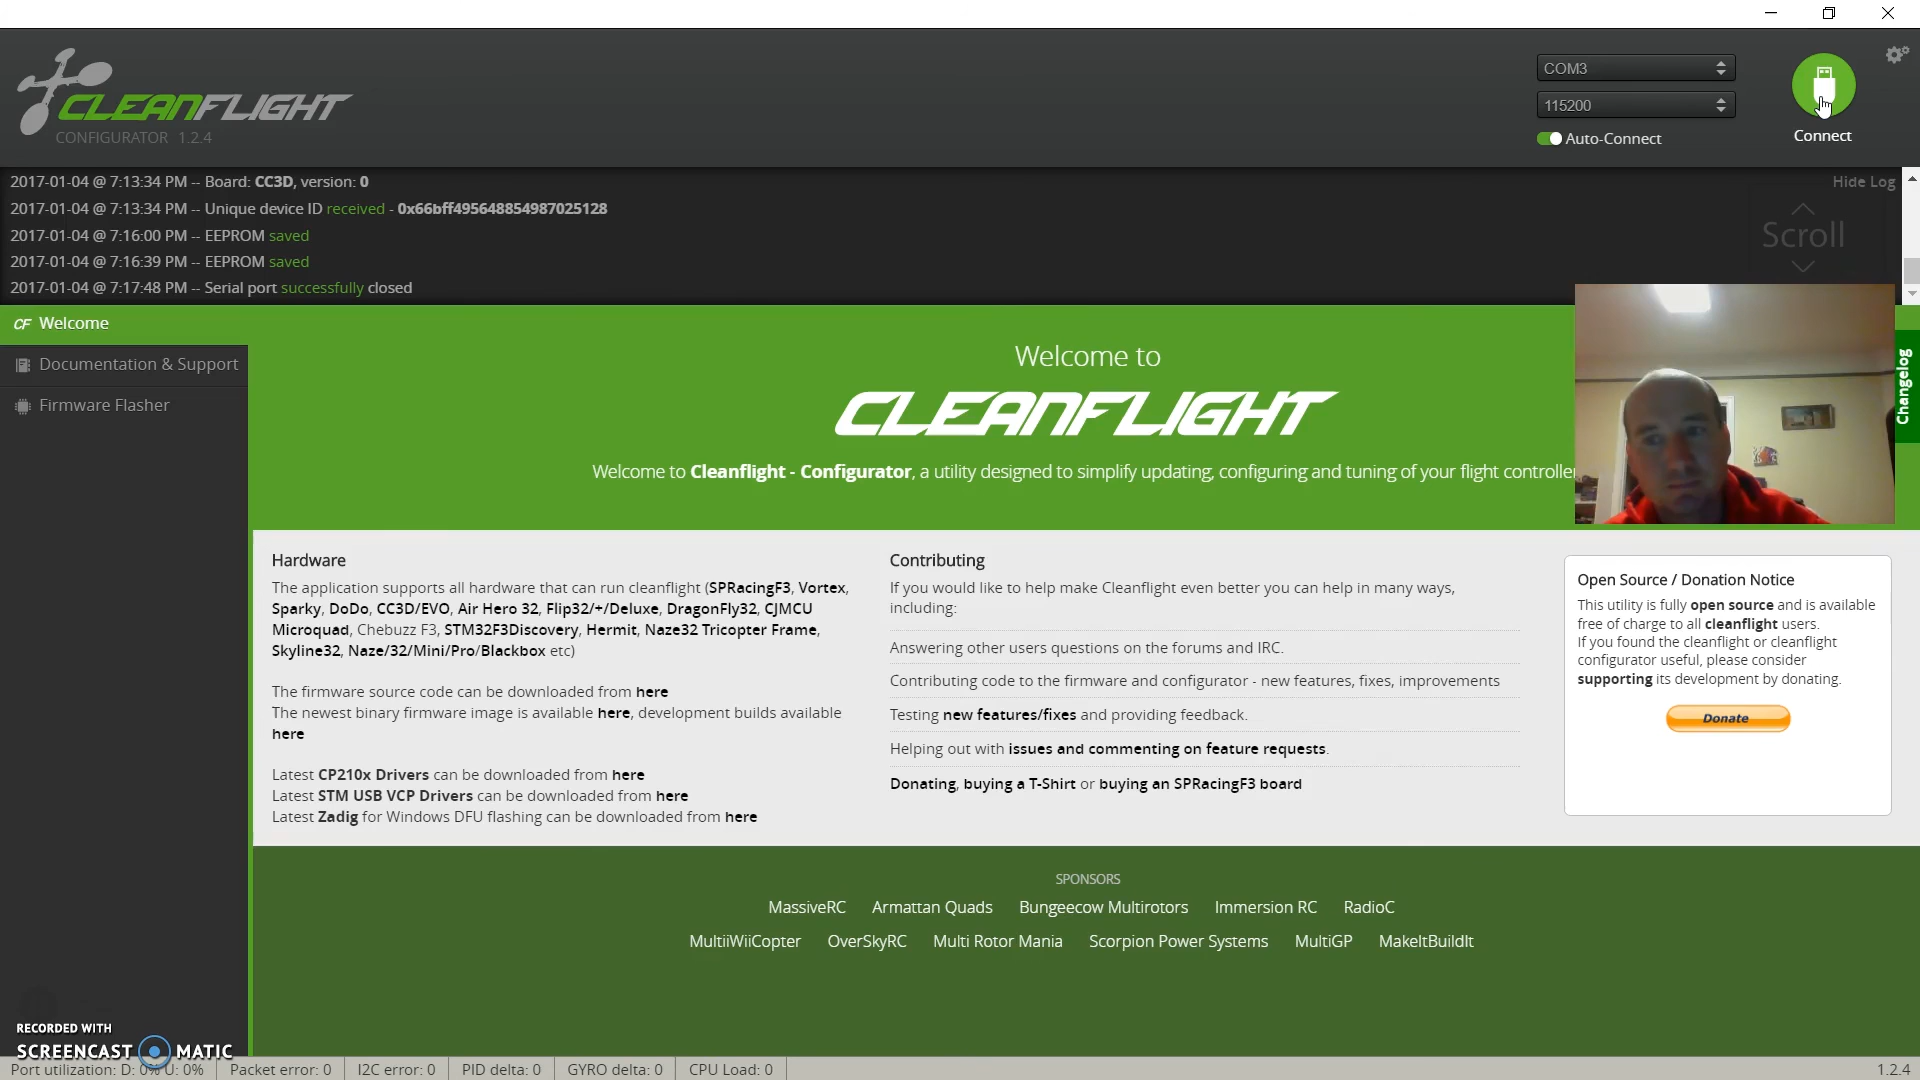 CLEANFLIGHT
CONFIGURATOR 1.2.4
COM3
115200
Auto-Connect
Connect
2017-01-04 @ 7:13:34 PM -- Board: CC3D, version: 0
Hide Log
2017-01-04 @ 7:13:34 PM -- Unique device ID received - 0x66bff495648854987025128
2017-01-04 @ 7:16:00 PM -- EEPROM saved
Scroll
2017-01-04 @ 7:16:39 PM -- EEPROM saved
2017-01-04 @ 7:17:48 PM -- Serial port successfully closed
CF Welcome
Documentation & Support
Firmware Flasher
Changelog
Welcome to
CLEANFLIGHT
Welcome to Cleanflight - Configurator, a utility designed to simplify updating, configuring and tuning of your flight controller
Hardware
The application supports all hardware that can run cleanflight (SPRacingF3, Vortex,
Sparky, DoDo, CC3D/EVO, Air Hero 32, Flip32/+/Deluxe, DragonFly32, CJMCU
Microquad, Chebuzz F3, STM32F3Discovery, Hermit, Naze32 Tricopter Frame,
Skyline32, Naze/32/Mini/Pro/Blackbox etc)
The firmware source code can be downloaded from here
The newest binary firmware image is available here, development builds available
here
Latest CP210x Drivers can be downloaded from here
Latest STM USB VCP Drivers can be downloaded from here
Latest Zadig for Windows DFU flashing can be downloaded from here
Contributing
If you would like to help make Cleanflight even better you can help in many ways,
including:
Answering other users questions on the forums and IRC.
Contributing code to the firmware and configurator - new features, fixes, improvements
Testing new features/fixes and providing feedback.
Helping out with issues and commenting on feature requests.
Donating, buying a T-Shirt or buying an SPRacingF3 board
Open Source / Donation Notice
This utility is fully open source and is available
free of charge to all cleanflight users.
If you found the cleanflight or cleanflight
configurator useful, please consider
supporting its development by donating.
Donate
SPONSORS
MassiveRC Armattan Quads Bungeecow Multirotors Immersion RC RadioC
MultiiWiiCopter OverSkyRC Multi Rotor Mania Scorpion Power Systems MultiGP MakeItBuildIt
RECORDED WITH
SCREENCAST MATIC
Port utilization: D: 0% U: 0% Packet error: 0 I2C error: 0 PID delta: 0 GYRO delta: 0 CPU Load: 0 1.2.4